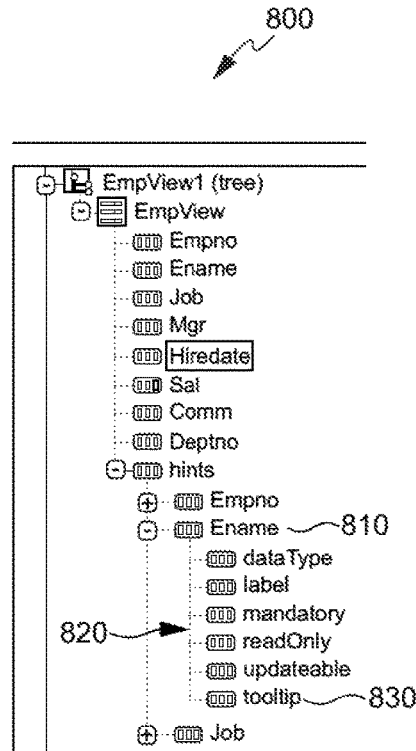 800
EmpView1 (tree)
EmpView
Empno
Ename
Job
Mgr
Hiredate
Sal
Comm
Deptno
hints
Empno
Ename 810
dataType
label
mandatory
820 readOnly
updateable
tooltip 830
Job